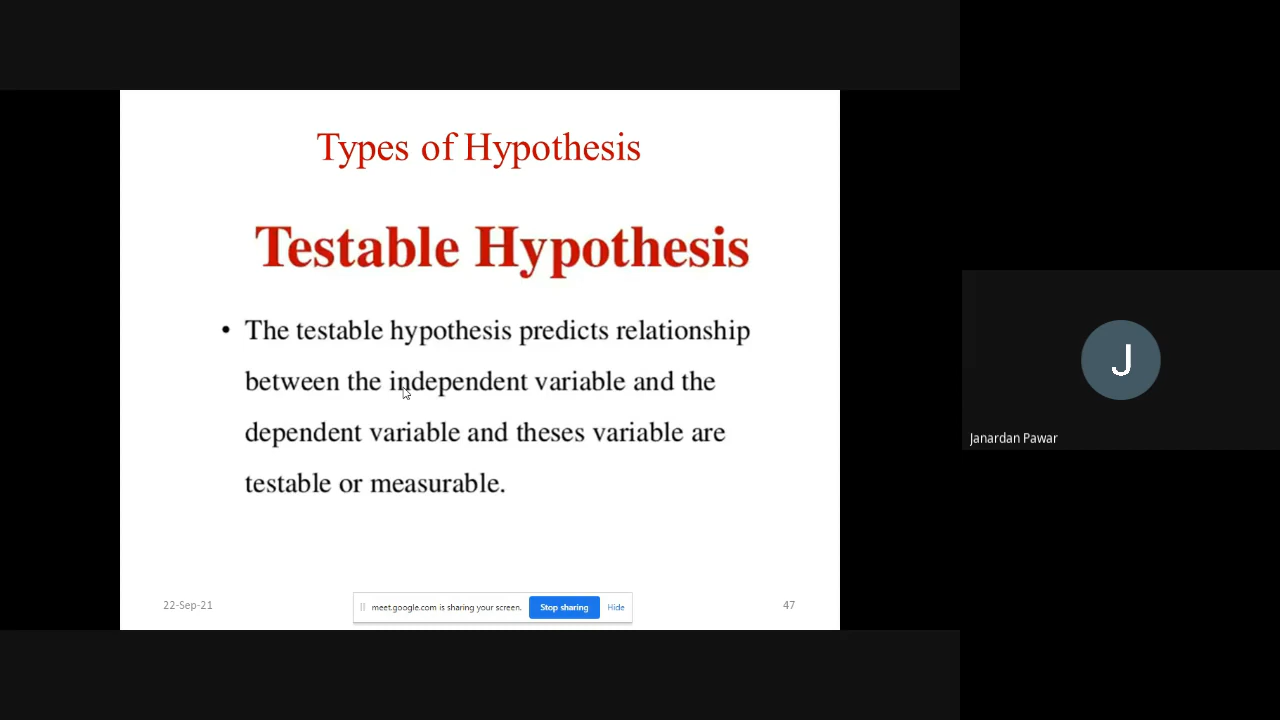 Types of Hypothesis
Testable Hypothesis
• The testable hypothesis predicts relationship
between the independent variable and the
dependent variable and theses variable are
testable or measurable.
22-Sep-21
meet.google.com is sharing your screen.
Stop sharing
Hide
47
J
Janardan Pawar